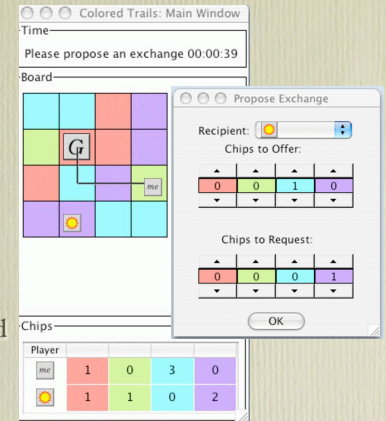 Colored Trails: Main Window
Time
Please propose an exchange 00:00:39
Board
G
me
Propose Exchange
Recipient:
Chips to Offer:
0 0 1 0
Chips to Request:
0 0 0 1
OK
d
Chips
Player
me 1 0 3 0
1 1 0 2